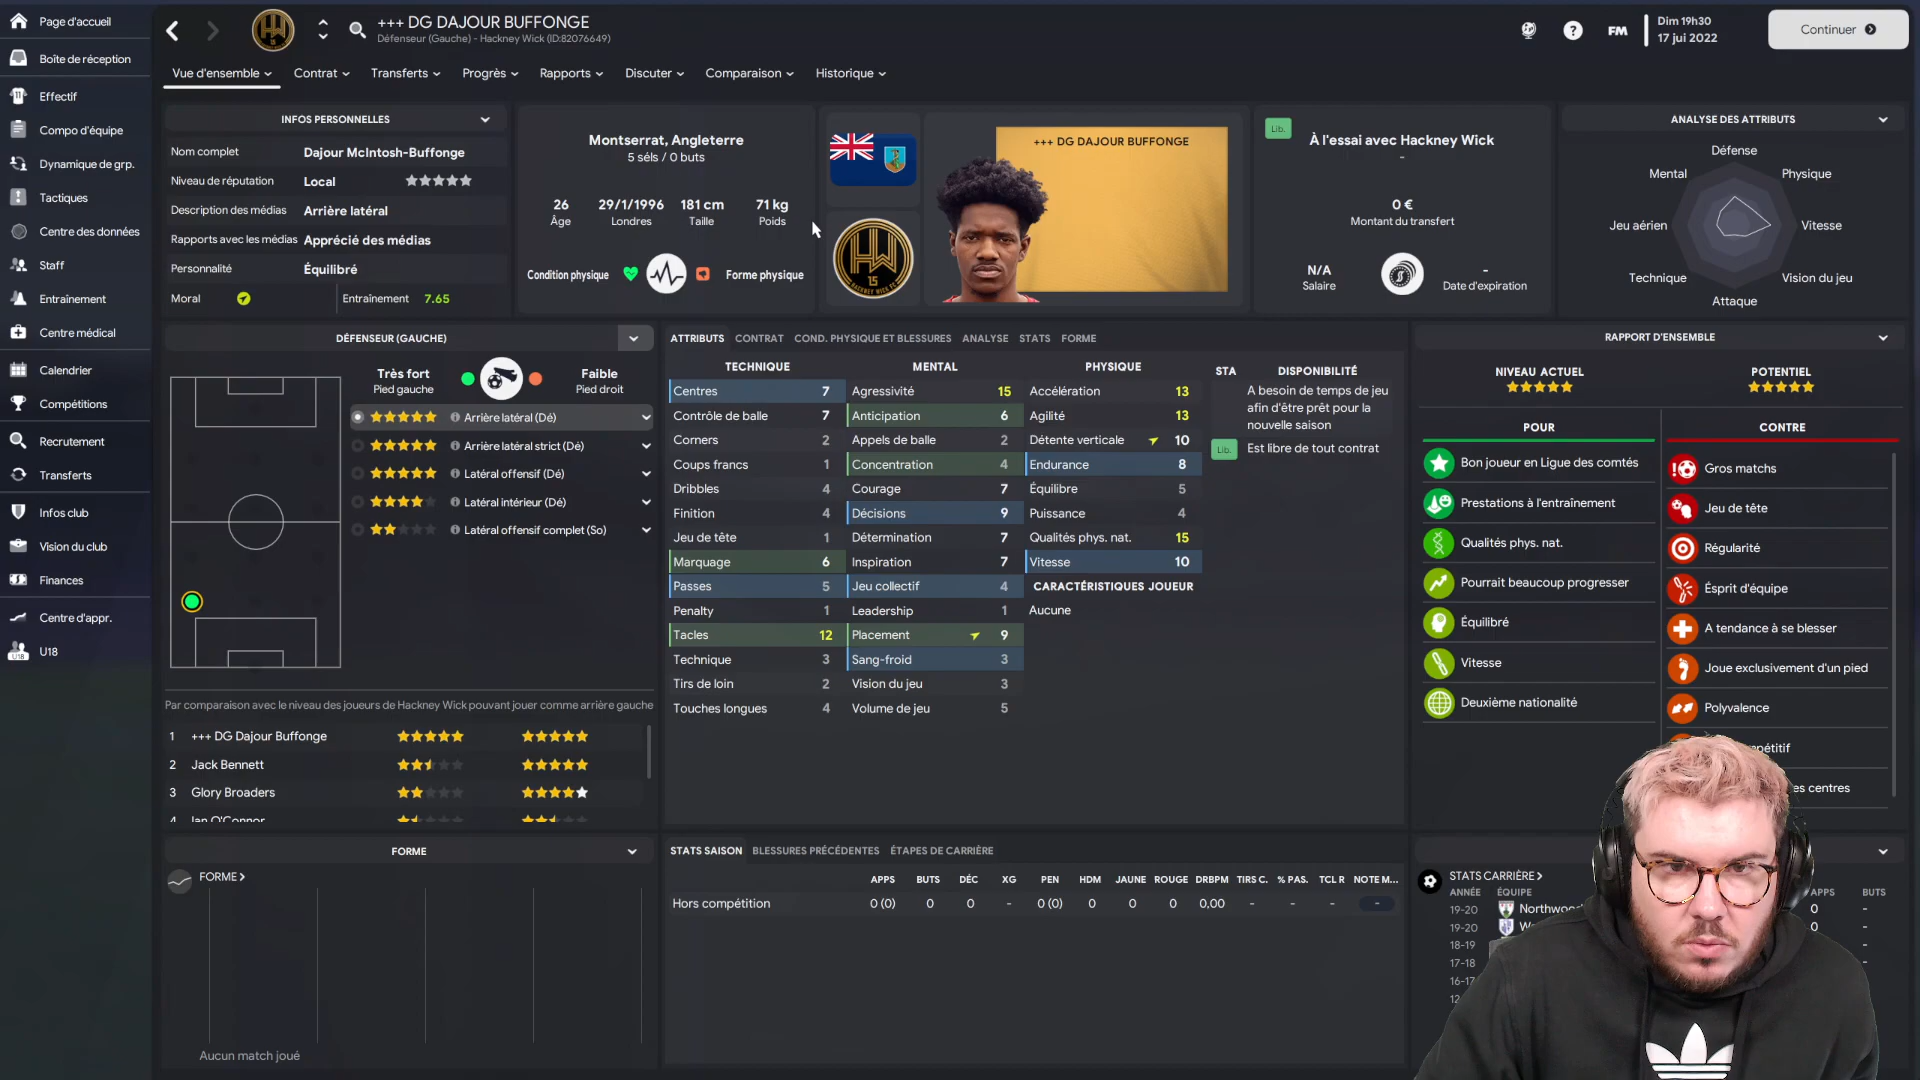 Page d'accueil
Boîte de réception
Effectif
Compo d'équipe
Dynamique de grp.
Tactiques
Centre des données
Staff
Entraînement
Centre médical
Calendrier
Compétitions
Recrutement
Transferts
Infos club
Vision du club
Finances
Centre d'appr.
U18
+++ DG DAJOUR BUFFONGE
Défenseur (Gauche) - Hackney Wick (ID:82076649)
FM
Dim 19h30
17 jui 2022
Continuer
Vue d'ensemble
Contrat
Transferts
Progrès
Rapports
Discuter
Comparaison
Historique
INFOS PERSONNELLES
Nom complet Dajour McIntosh-Buffonge
Niveau de réputation Local
Description des médias Arrière latéral
Rapports avec les médias Apprécié des médias
Personnalité Équilibré
Moral
Entraînement 7.65
Montserrat, Angleterre
5 séls / 0 buts
26 29/1/1996 181 cm 71 kg
Âge Londres Taille Poids
Condition physique
Forme physique
+++ DG DAJOUR BUFFONGE
Lib.
À l'essai avec Hackney Wick
-
0 €
Montant du transfert
N/A
Salaire
-
Date d'expiration
ANALYSE DES ATTRIBUTS
Défense
Mental Physique
Jeu aérien Vitesse
Technique Vision du jeu
Attaque
DÉFENSEUR (GAUCHE)
Très fort
Pied gauche
Faible
Pied droit
Arrière latéral (Dé)
Arrière latéral strict (Dé)
Latéral offensif (Dé)
Latéral intérieur (Dé)
Latéral offensif complet (So)
Par comparaison avec le niveau des joueurs de Hackney Wick pouvant jouer comme arrière gauche
1 +++ DG Dajour Buffonge
2 Jack Bennett
3 Glory Broaders
4 Ian O'Connor
FORME
FORME
Aucun match joué
ATTRIBUTS CONTRAT COND. PHYSIQUE ET BLESSURES ANALYSE STATS FORME
TECHNIQUE
Centres 7
Contrôle de balle 7
Corners 2
Coups francs 1
Dribbles 4
Finition 4
Jeu de tête 1
Marquage 6
Passes 5
Penalty 1
Tacles 12
Technique 3
Tirs de loin 2
Touches longues 4
MENTAL
Agressivité 15
Anticipation 6
Appels de balle 2
Concentration 4
Courage 7
Décisions 9
Détermination 7
Inspiration 7
Jeu collectif 4
Leadership 1
Placement 9
Sang-froid 3
Vision du jeu 3
Volume de jeu 5
PHYSIQUE
Accélération 13
Agilité 13
Détente verticale 10
Endurance 8
Équilibre 5
Puissance 4
Qualités phys. nat. 15
Vitesse 10
CARACTÉRISTIQUES JOUEUR
Aucune
STA DISPONIBILITÉ
A besoin de temps de jeu
afin d'être prêt pour la
nouvelle saison
Lib. Est libre de tout contrat
STATS SAISON BLESSURES PRÉCÉDENTES ÉTAPES DE CARRIÈRE
APPS BUTS DÉC XG PEN HDM JAUNE ROUGE DRBPM TIRS C. % PAS. TCL R NOTE M...
Hors compétition 0 (0) 0 0 - 0 (0) 0 0 0 0,00 - - - -
RAPPORT D'ENSEMBLE
NIVEAU ACTUEL
POTENTIEL
POUR
Bon joueur en Ligue des comtés
Prestations à l'entraînement
Qualités phys. nat.
Pourrait beaucoup progresser
Équilibré
Vitesse
Deuxième nationalité
CONTRE
Gros matchs
Jeu de tête
Régularité
Esprit d'équipe
A tendance à se blesser
Joue exclusivement d'un pied
Polyvalence
STATS CARRIÈRE
ANNÉE ÉQUIPE APPS BUTS
19-20 0 -
19-20 0 -
18-19 -
17-18 -